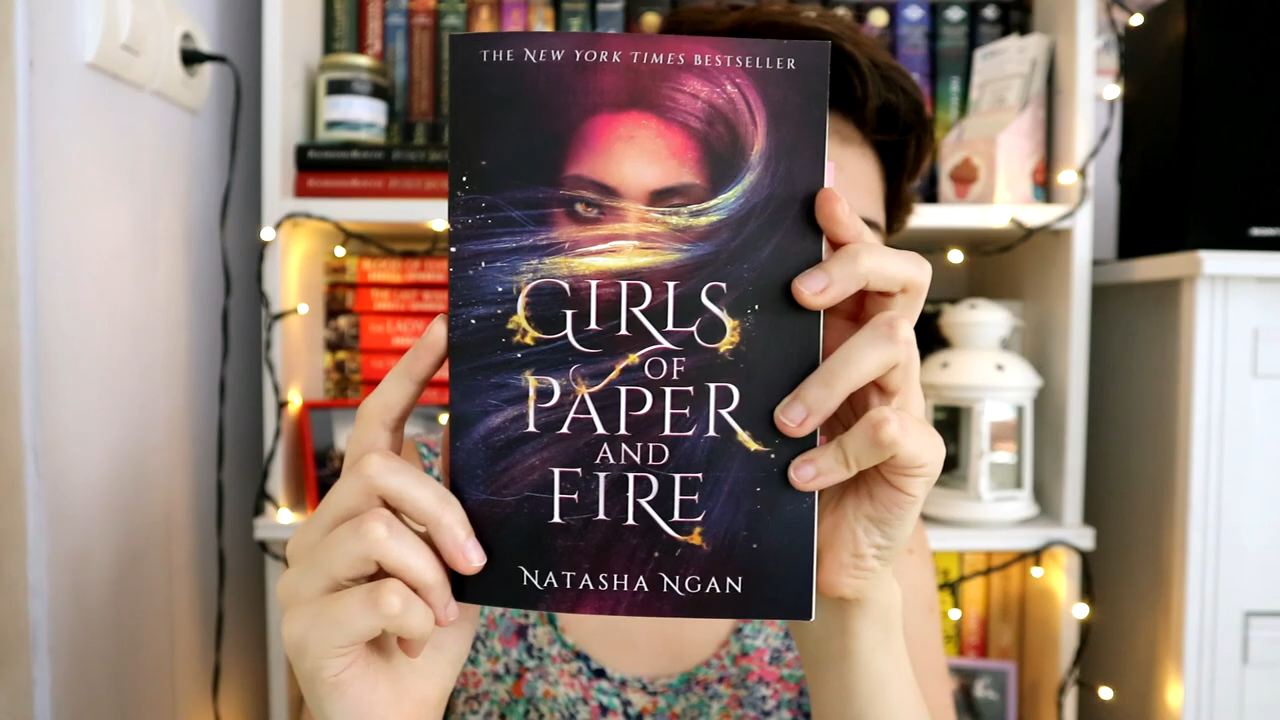 THE NEW YORK TIMES BESTSELLER
GIRLS
OF
PAPER
AND
FIRE
NATASHA NGAN